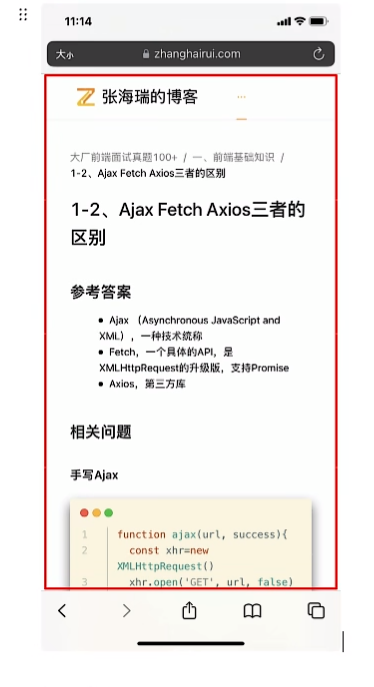 11:14
大小 zhanghairui.com
张海瑞的博客 ...
大厂前端面试真题100+ / 一、前端基础知识 /
1-2、Ajax Fetch Axios三者的区别
1-2、Ajax Fetch Axios三者的
区别
参考答案
• Ajax （Asynchronous JavaScript and
XML），一种技术统称
• Fetch，一个具体的API，是
XMLHttpRequest的升级版，支持Promise
• Axios，第三方库
相关问题
手写Ajax
1 function ajax(url, success){
2 const xhr=new
XMLHttpRequest()
3 xhr.open('GET', url, false)